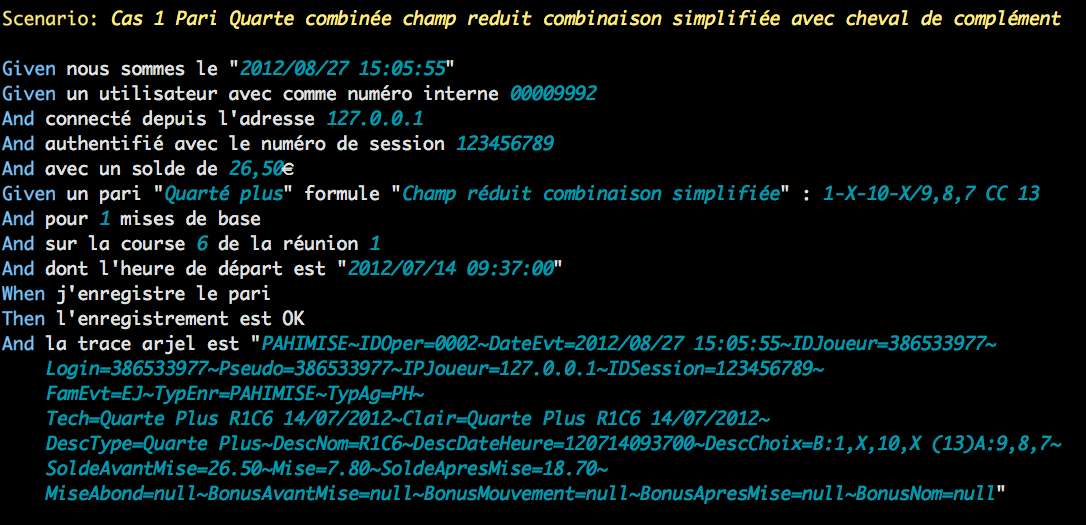 Scenario: Cas 1 Pari Quarte combinée champ reduit combinaison simplifiée avec cheval de complément
Given nous sommes le "2012/08/27 15:05:55"
Given un utilisateur avec comme numéro interne 00009992
And connecté depuis l'adresse 127.0.0.1
And authentifié avec le numéro de session 123456789
And avec un solde de 26,50€
Given un pari "Quarté plus" formule "Champ réduit combinaison simplifiée" : 1-X-10-X/9,8,7 CC 13
And pour 1 mises de base
And sur la course 6 de la réunion 1
And dont l'heure de départ est "2012/07/14 09:37:00"
When j'enregistre le pari
Then l'enregistrement est OK
And la trace arjel est "PAHIMISE~IDOper=0002~DateEvt=2012/08/27 15:05:55~IDJoueur=386533977~
Login=386533977~Pseudo=386533977~IPJoueur=127.0.0.1~IDSession=123456789~
FamEvt=EJ~TypEnr=PAHIMISE~TypAg=PH~
Tech=Quarte Plus R1C6 14/07/2012~Clair=Quarte Plus R1C6 14/07/2012~
DescType=Quarte Plus~DescNom=R1C6~DescDateHeure=120714093700~DescChoix=B:1,X,10,X (13)A:9,8,7~
SoldeAvantMise=26.50~Mise=7.80~SoldeApresMise=18.70~
MiseAbond=null~BonusAvantMise=null~BonusMouvement=null~BonusApresMise=null~BonusNom=null"